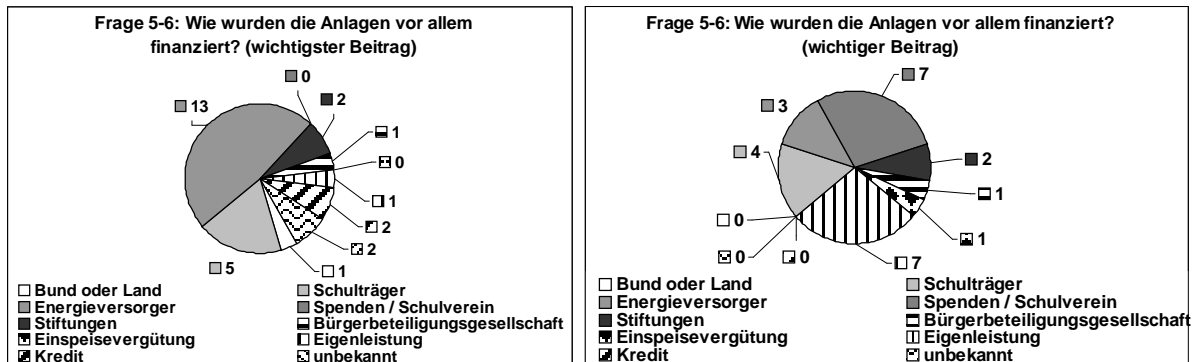 Frage 5-6: Wie wurden die Anlagen vor allem
finanziert? (wichtigster Beitrag)
0
2
13
1
0
1
2
2
5
1
Bund oder Land
Schulträger
Energieversorger
Spenden / Schulverein
Stiftungen
Bürgerbeteiligungsgesellschaft
Einspeisevergütung
Eigenleistung
Kredit
unbekannt
Frage 5-6: Wie wurden die Anlagen vor allem finanziert?
(wichtiger Beitrag)
7
3
4
2
1
0
1
0
0
7
Bund oder Land
Schulträger
Energieversorger
Spenden / Schulverein
Stiftungen
Bürgerbeteiligungsgesellschaft
Einspeisevergütung
Eigenleistung
Kredit
unbekannt